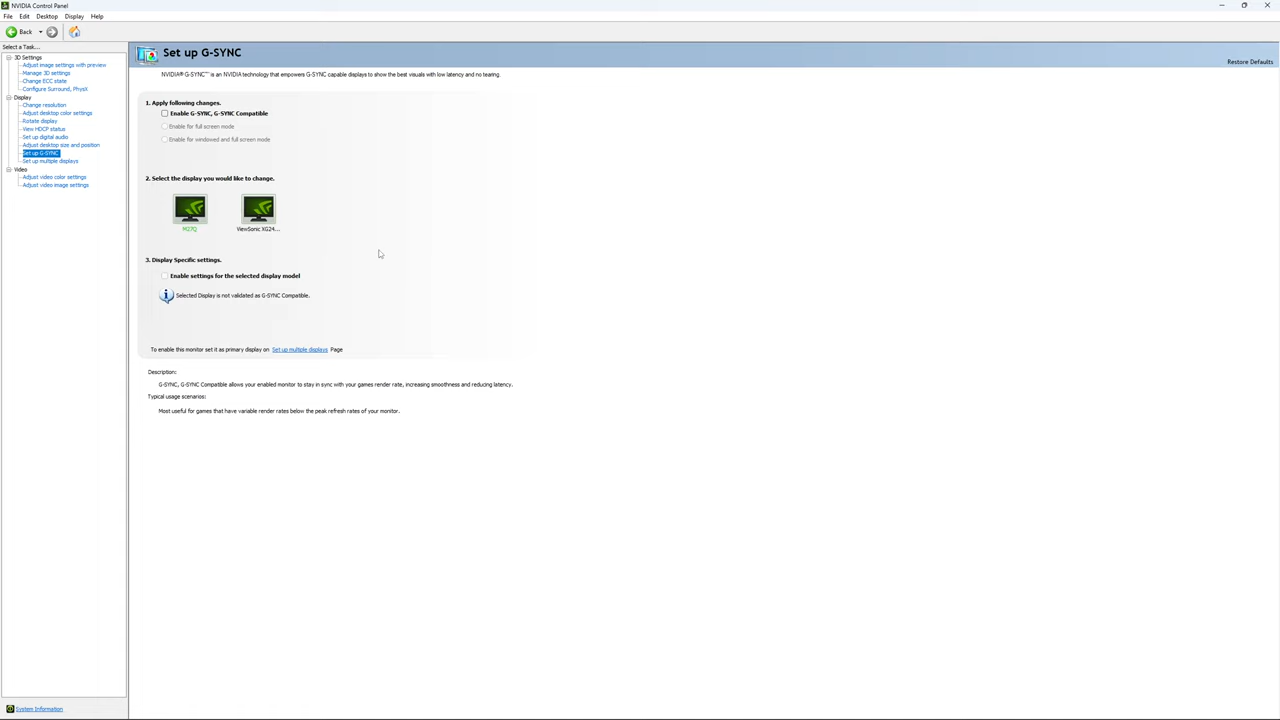 NVIDIA Control Panel
File Edit Desktop Display Help
Back
Select a Task...
3D Settings
Adjust image settings with preview
Manage 3D settings
Change ECC state
Configure Surround, PhysX
Display
Change resolution
Adjust desktop color settings
Rotate display
View HDCP status
Set up digital audio
Adjust desktop size and position
Set up G-SYNC
Set up multiple displays
Video
Adjust video color settings
Adjust video image settings
System Information
Set up G-SYNC
Restore Defaults
NVIDIA® G-SYNC™ is an NVIDIA technology that empowers G-SYNC capable displays to show the best visuals with low latency and no tearing.
1. Apply following changes.
Enable G-SYNC, G-SYNC Compatible
Enable for full screen mode
Enable for windowed and full screen mode
2. Select the display you would like to change.
M27Q ViewSonic XG24...
3. Display Specific settings.
Enable settings for the selected display model
Selected Display is not validated as G-SYNC Compatible.
To enable this monitor set it as primary display on Set up multiple displays Page
Description:
G-SYNC, G-SYNC Compatible allows your enabled monitor to stay in sync with your games render rate, increasing smoothness and reducing latency.
Typical usage scenarios:
Most useful for games that have variable render rates below the peak refresh rates of your monitor.